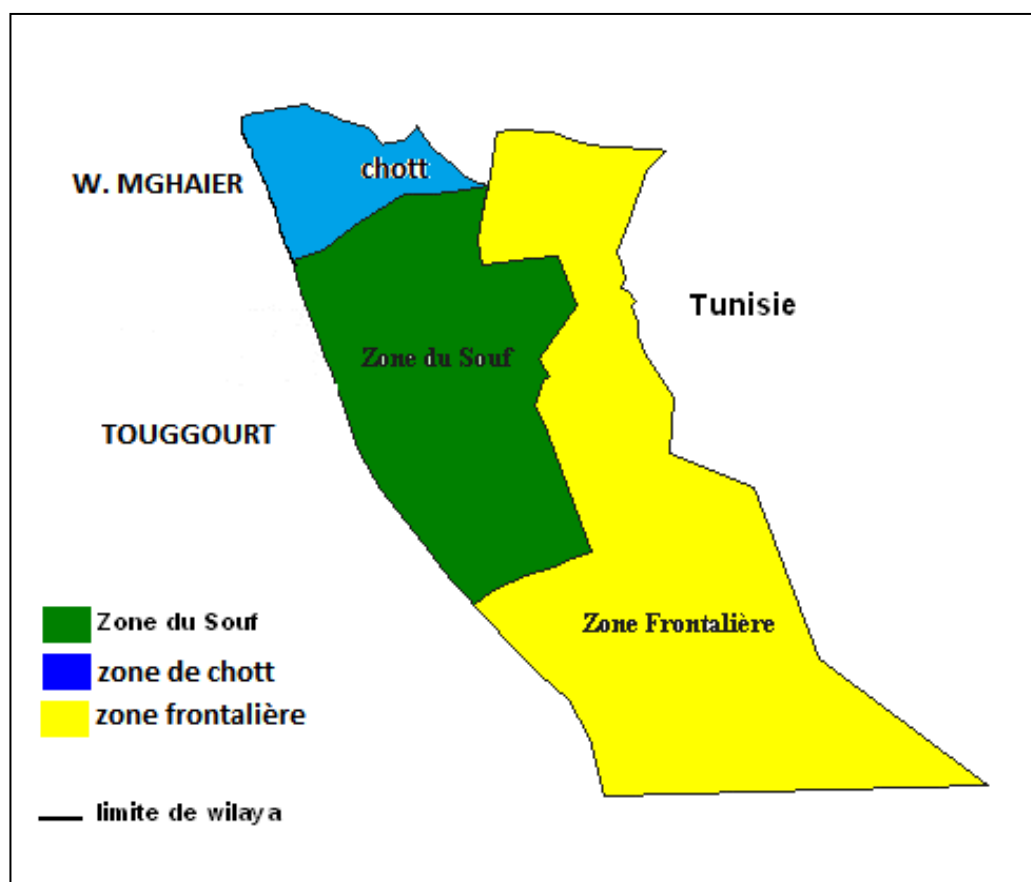 chott
W. MGHAIER
Tunisie
Zone du Souf
TOUGGOURT
Zone Frontalière
Zone du Souf
zone de chott
zone frontalière
limite de wilaya